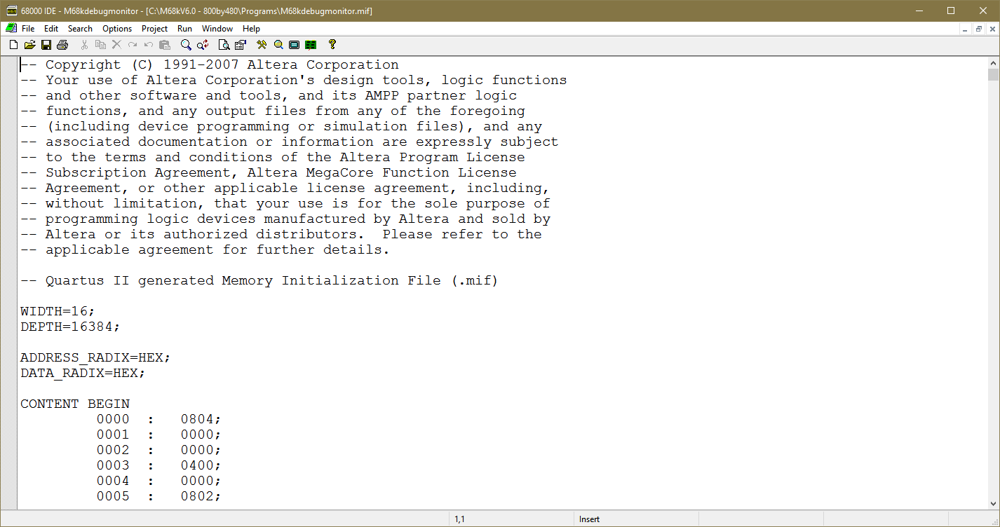 68000 IDE - M68kdebugmonitor - [C:\M68kV6.0 - 800by480\Programs\M68kdebugmonitor.mif]
File Edit Search Options Project Run Window Help
-- Copyright (C) 1991-2007 Altera Corporation
-- Your use of Altera Corporation's design tools, logic functions
-- and other software and tools, and its AMPP partner logic
-- functions, and any output files from any of the foregoing
-- (including device programming or simulation files), and any
-- associated documentation or information are expressly subject
-- to the terms and conditions of the Altera Program License
-- Subscription Agreement, Altera MegaCore Function License
-- Agreement, or other applicable license agreement, including,
-- without limitation, that your use is for the sole purpose of
-- programming logic devices manufactured by Altera and sold by
-- Altera or its authorized distributors.  Please refer to the
-- applicable agreement for further details.
-- Quartus II generated Memory Initialization File (.mif)
WIDTH=16;
DEPTH=16384;
ADDRESS_RADIX=HEX;
DATA_RADIX=HEX;
CONTENT BEGIN
0000 : 0804;
0001 : 0000;
0002 : 0000;
0003 : 0400;
0004 : 0000;
0005 : 0802;
1,1 Insert